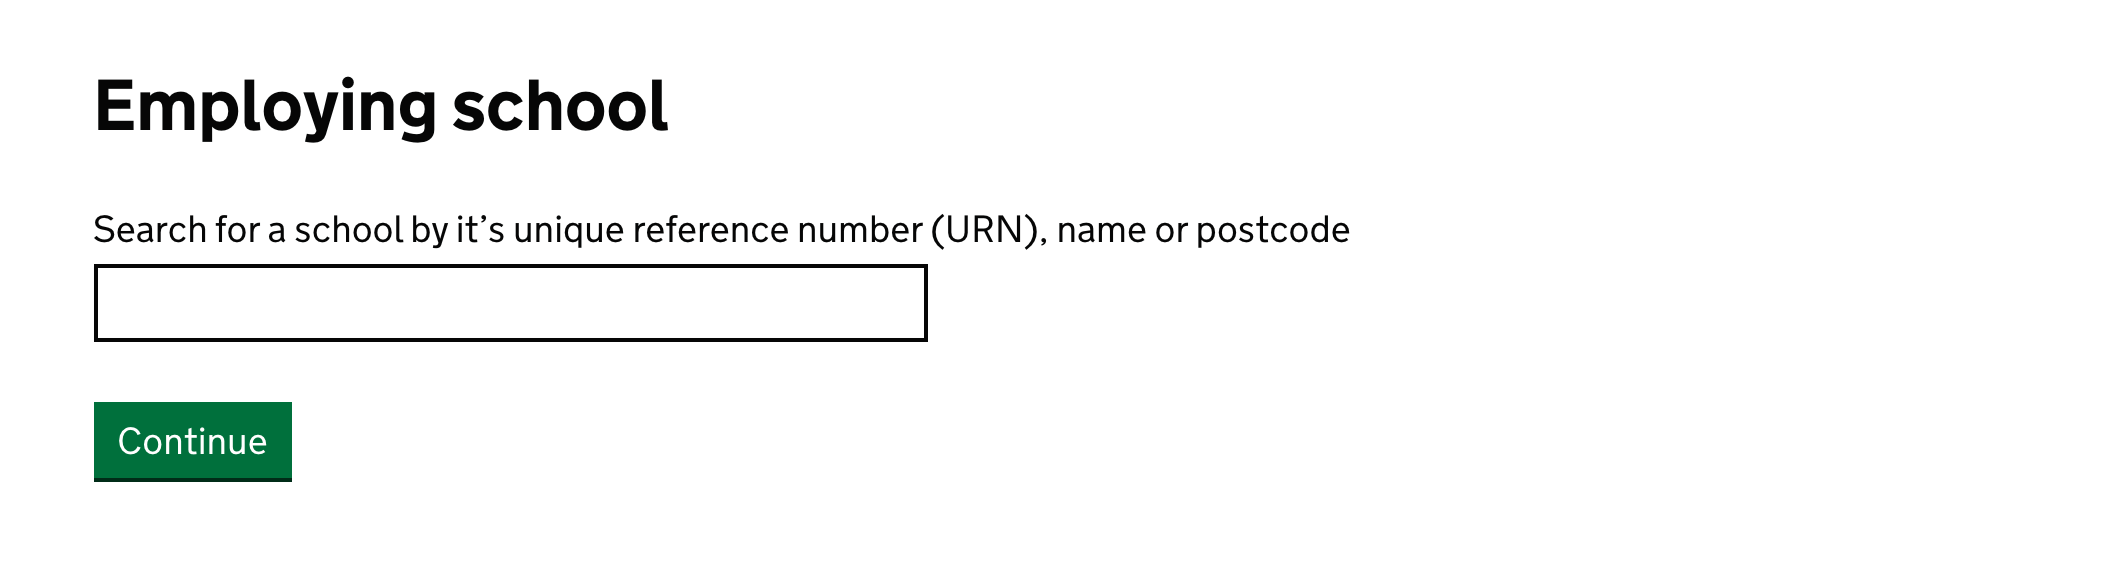 Employing school
Search for a school by it’s unique reference number (URN), name or postcode
Continue